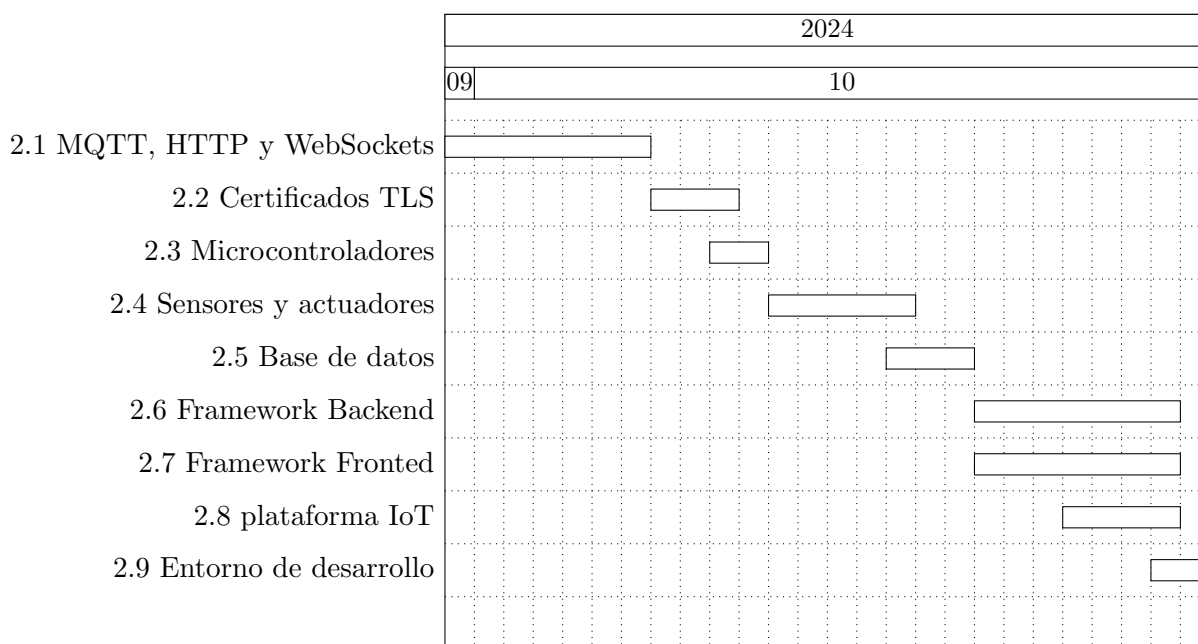 2024
09 10
2.1 MQTT, HTTP y WebSockets
2.2 Certificados TLS
2.3 Microcontroladores
2.4 Sensores y actuadores
2.5 Base de datos
2.6 Framework Backend
2.7 Framework Fronted
2.8 plataforma IoT
2.9 Entorno de desarrollo